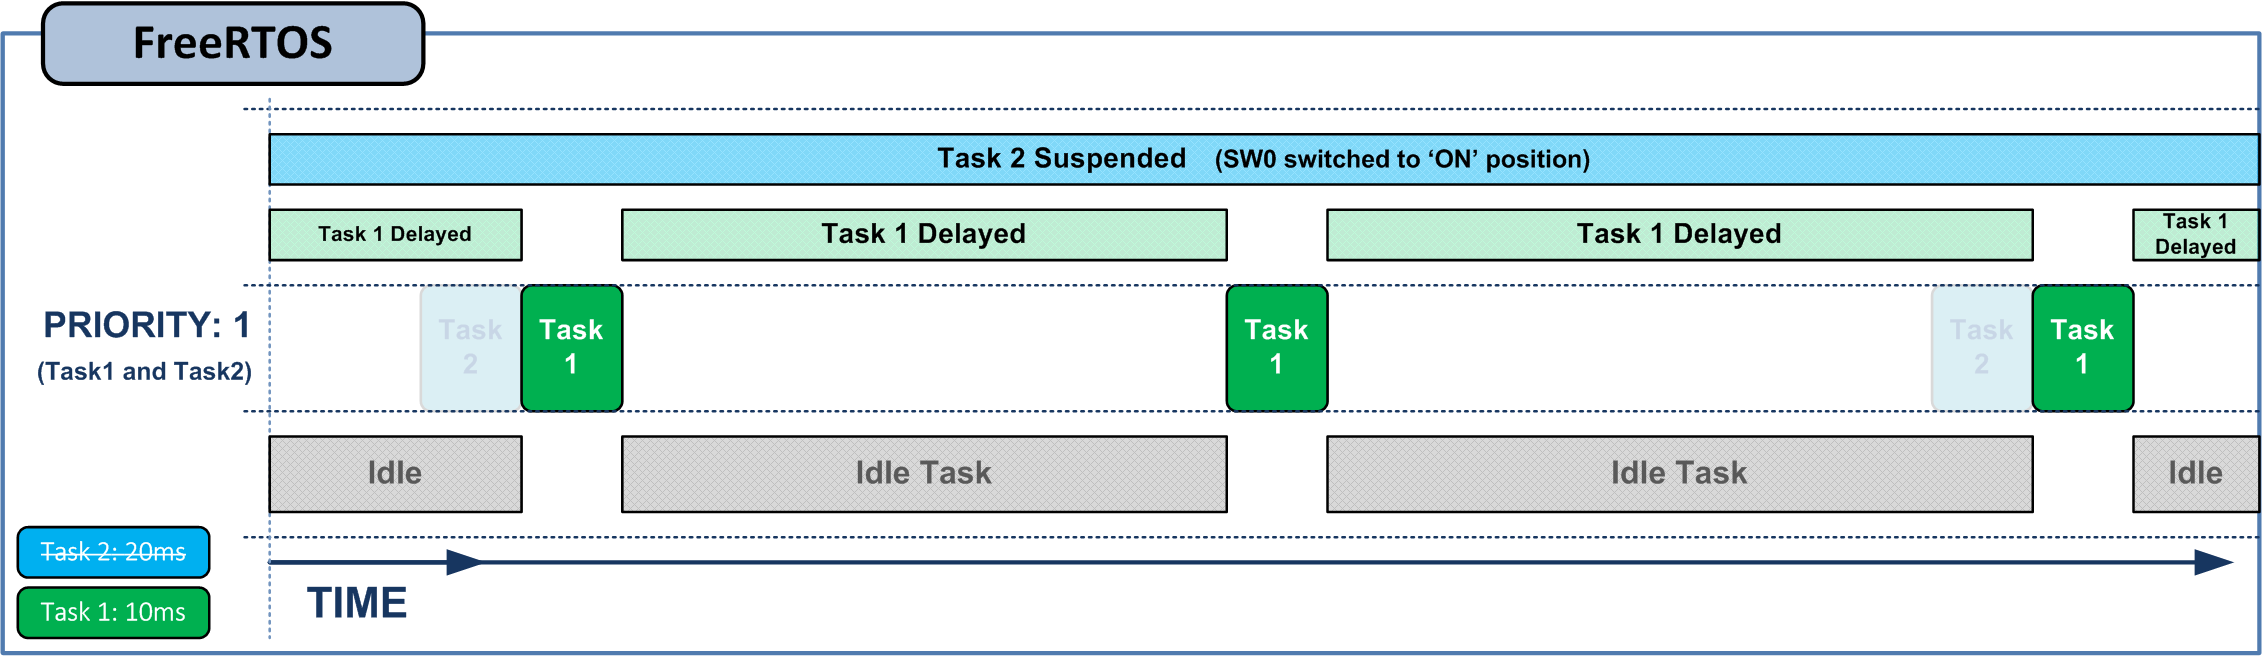 FreeRTOS
Task 2 Suspended (SW0 switched to ‘ON’ position)
Task 1 Delayed
Task 1 Delayed
Task 1 Delayed
Task 1
Delayed
PRIORITY: 1
(Task1 and Task2)
Task
2
Task
1
Task
1
Task
2
Task
1
Idle
Idle Task
Idle Task
Idle
Task 2: 20ms
Task 1: 10ms
TIME